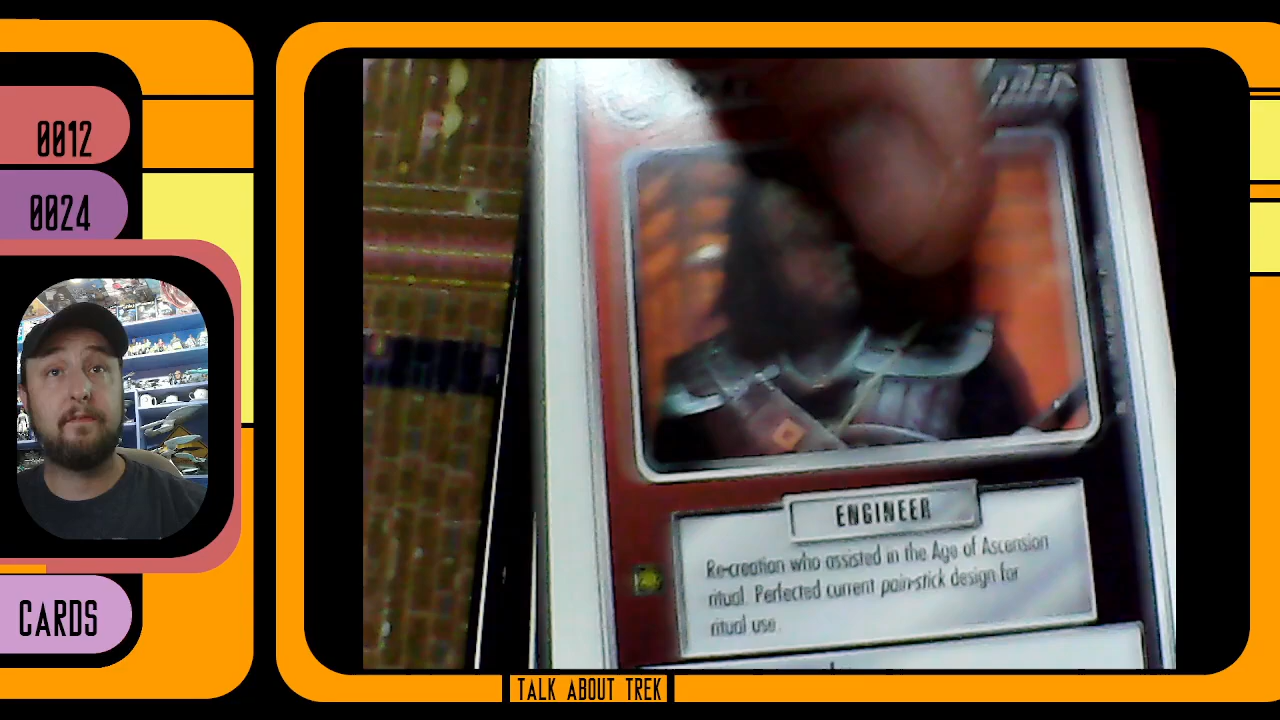 0012
0024
CARDS
TREK
ENGINEER
Re-creation who assisted in the Age of Ascension
ritual. Perfected current pain-stick design for
ritual use.
TALK ABOUT TREK